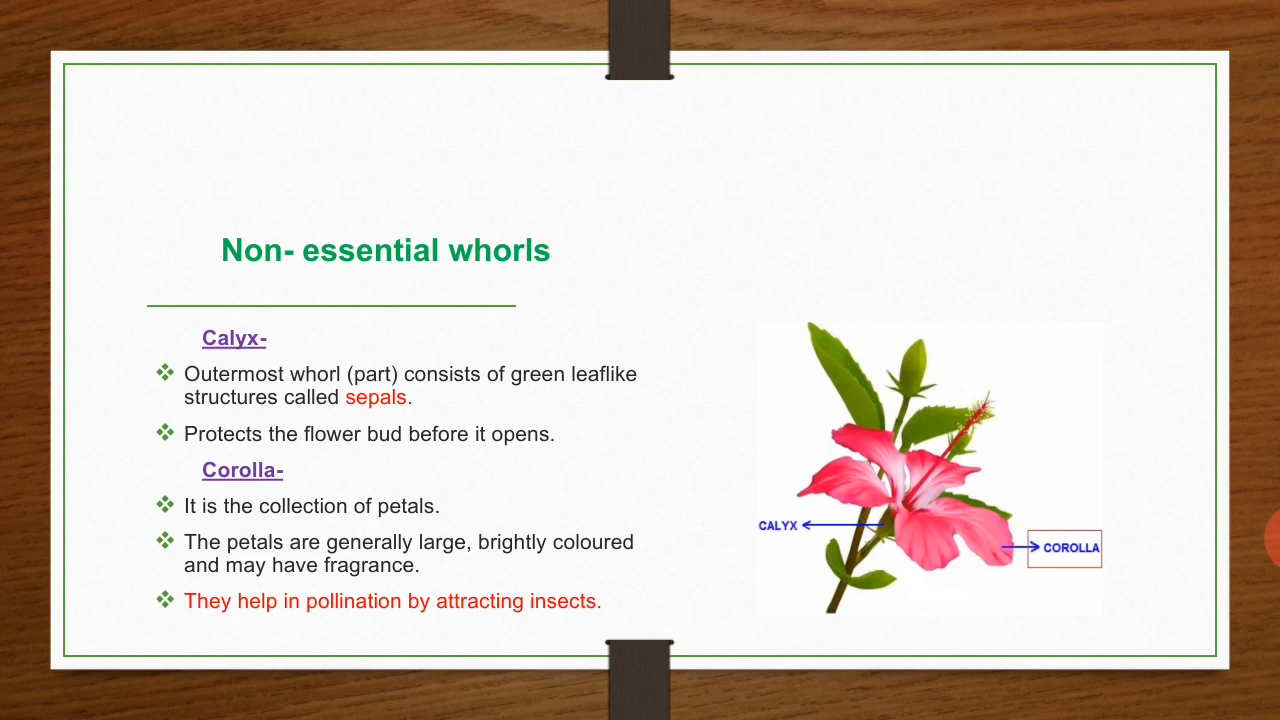 Non- essential whorls
Calyx-
Outermost whorl (part) consists of green leaflike
structures called sepals.
Protects the flower bud before it opens.
Corolla-
It is the collection of petals.
The petals are generally large, brightly coloured
and may have fragrance.
They help in pollination by attracting insects.
CALYX
COROLLA